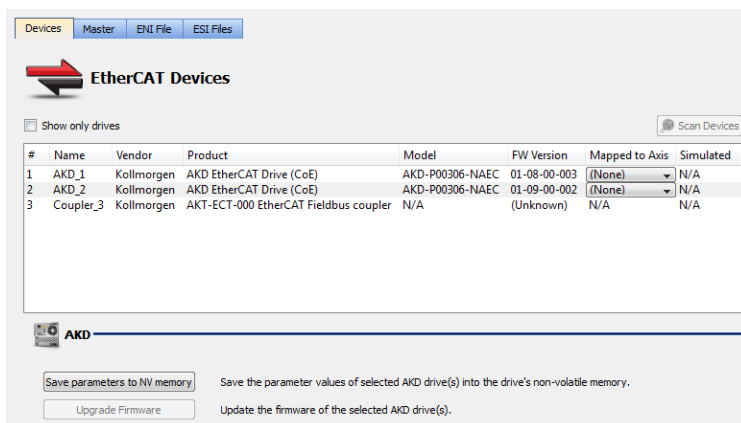 Devices Master ENI File ESI Files
EtherCAT Devices
Show only drives
Scan Devices
# Name Vendor Product Model FW Version Mapped to Axis Simulated
1 AKD_1 Kollmorgen AKD EtherCAT Drive (CoE) AKD-P00306-NAEC 01-08-00-003 (None) N/A
2 AKD_2 Kollmorgen AKD EtherCAT Drive (CoE) AKD-P00306-NAEC 01-09-00-002 (None) N/A
3 Coupler_3 Kollmorgen AKT-ECT-000 EtherCAT Fieldbus coupler N/A (Unknown) N/A N/A
AKD
Save parameters to NV memory Save the parameter values of selected AKD drive(s) into the drive's non-volatile memory.
Upgrade Firmware Update the firmware of the selected AKD drive(s).